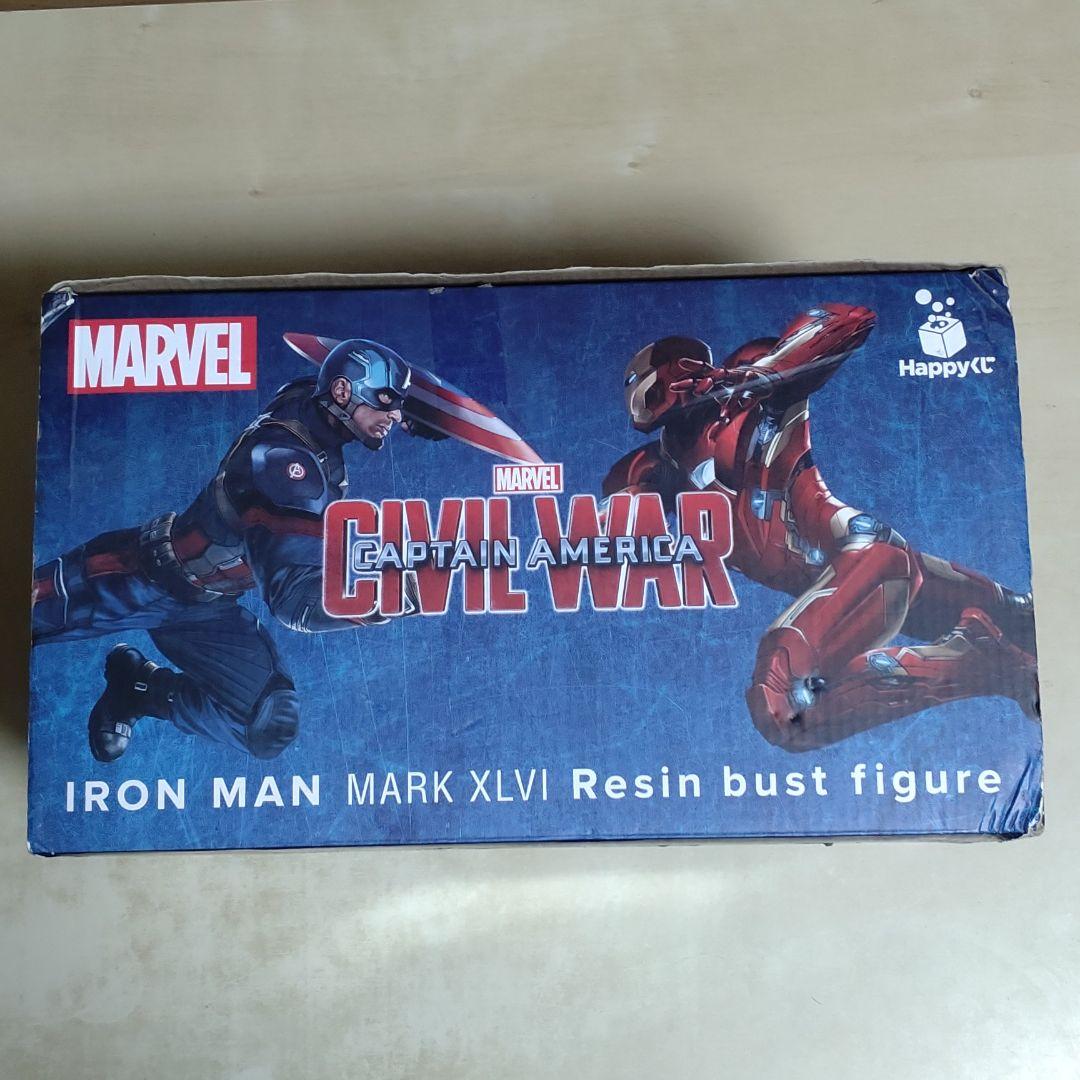 MARVEL
Happyくじ
MARVEL
CIVIL WAR
CAPTAIN AMERICA
IRON MAN MARK XLVI Resin bust figure